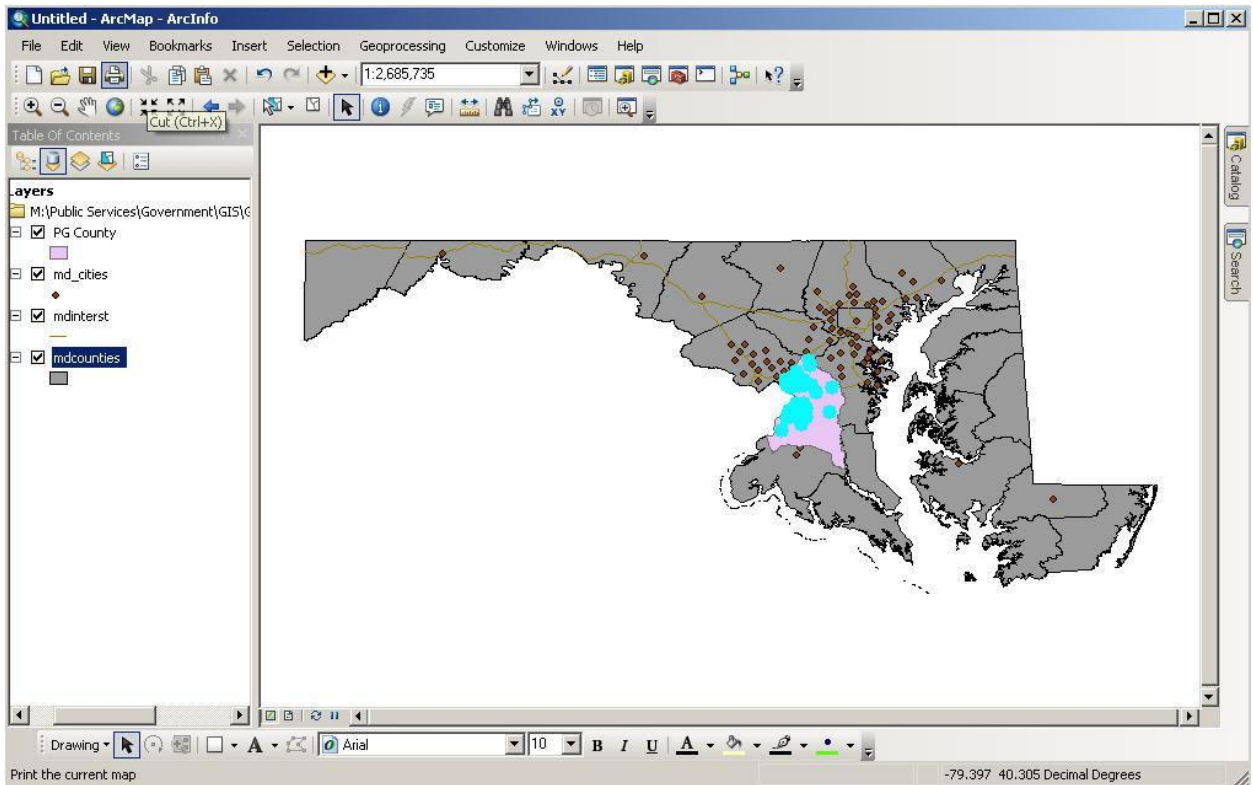 Untitled - ArcMap - ArcInfo
File Edit View Bookmarks Insert Selection Geoprocessing Customize Windows Help
1:2,685,735
Cut (Ctrl+X)
Table Of Contents
Layers
M:\Public Services\Government\GIS\G
PG County
md_cities
mdinterst
mdcounties
Catalog
Search
Drawing
A
Arial
10
B I U A
Print the current map
-79.397 40.305 Decimal Degrees